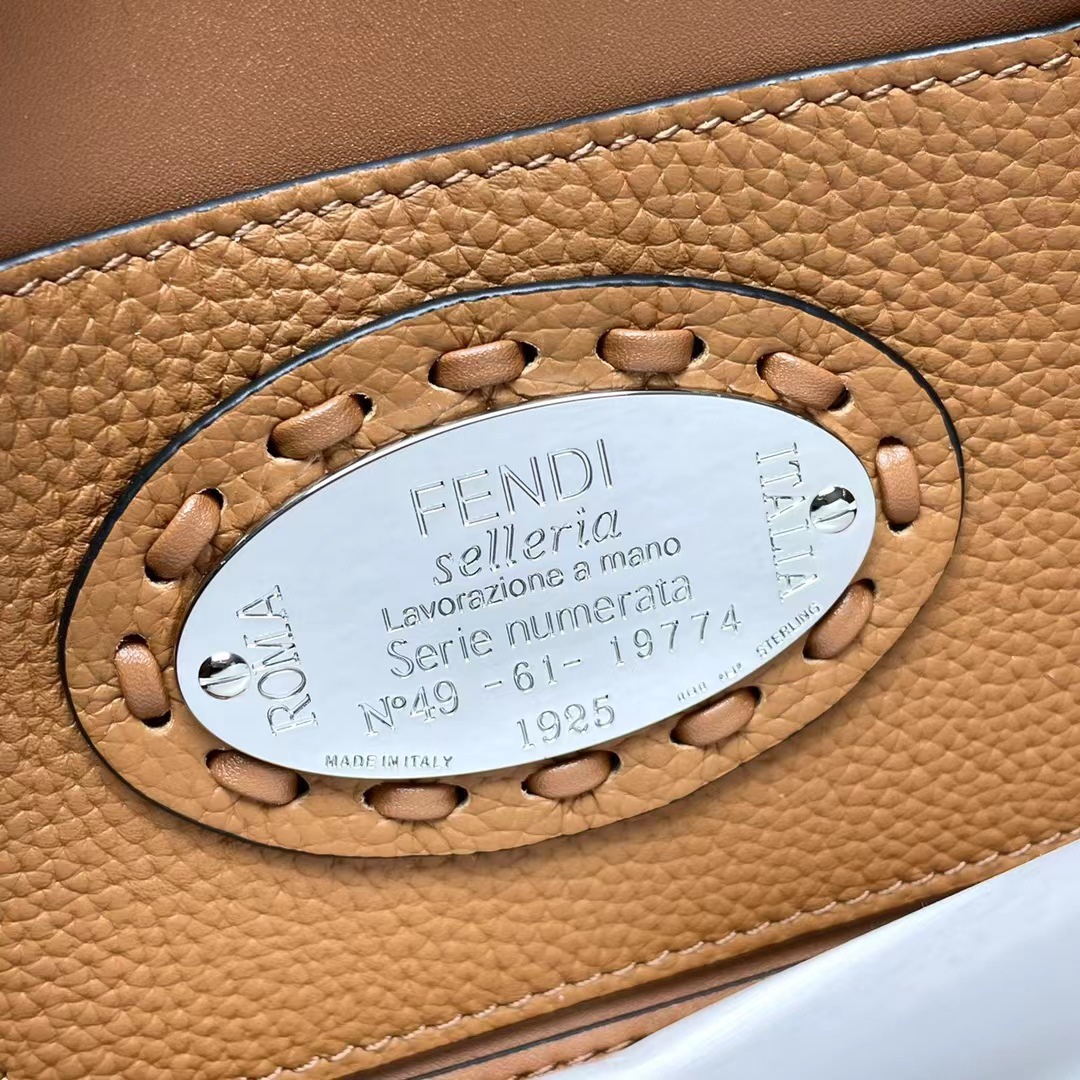 FENDI
selleria
Lavorazione a mano
Serie numerata
Nº49 -61- 19774
1925
ROMA
ITALIA
MADE IN ITALY
STERLING